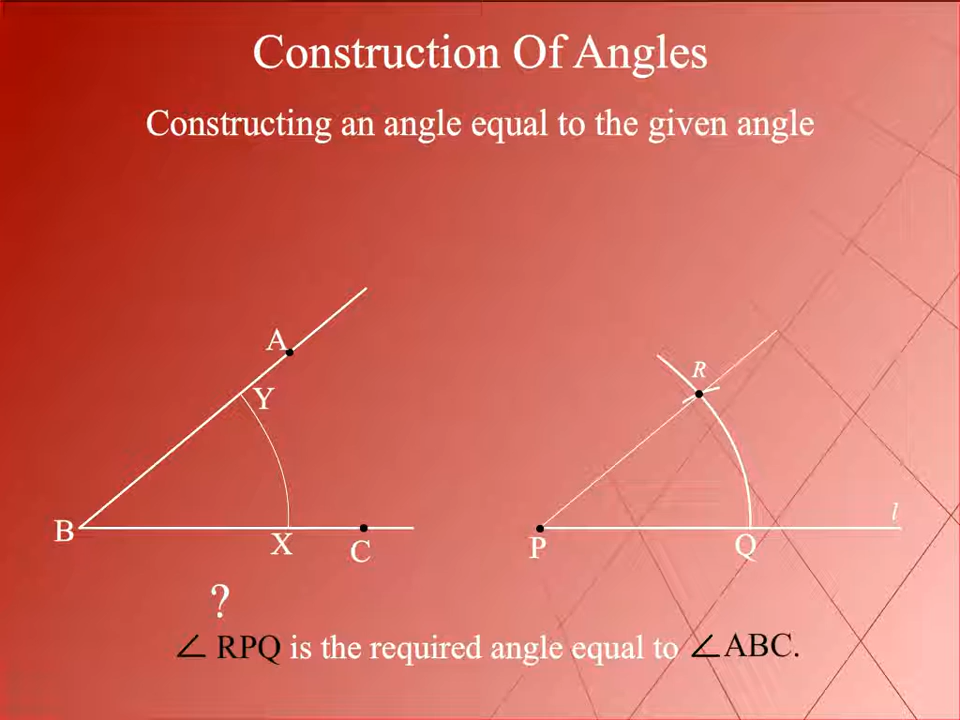 Construction Of Angles
Constructing an angle equal to the given angle
A
Y
R
l
B
X
C
P
Q
?
∠ RPQ is the required angle equal to ∠ABC.